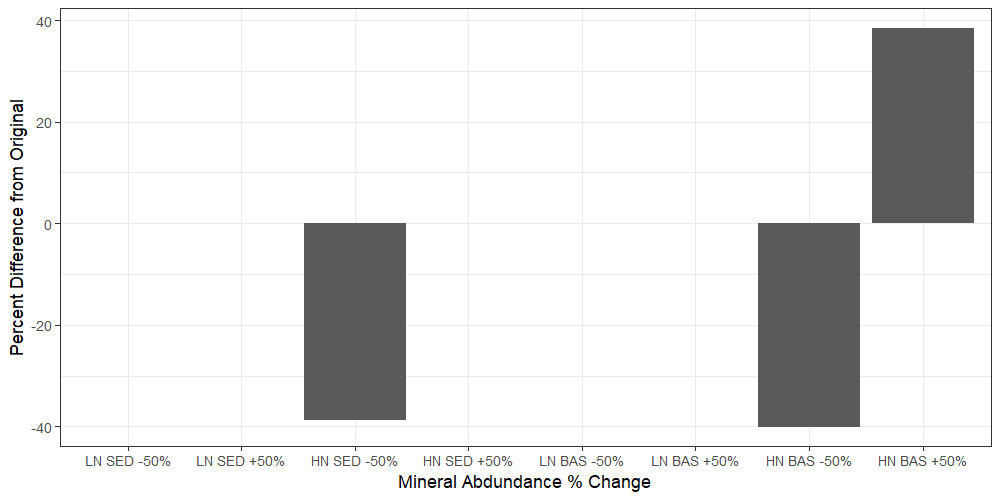 Percent Difference from Original
40
20
0
-20
-40
LN SED -50% LN SED +50% HN SED -50% HN SED +50% LN BAS -50% LN BAS +50% HN BAS -50% HN BAS +50%
Mineral Abdundance % Change